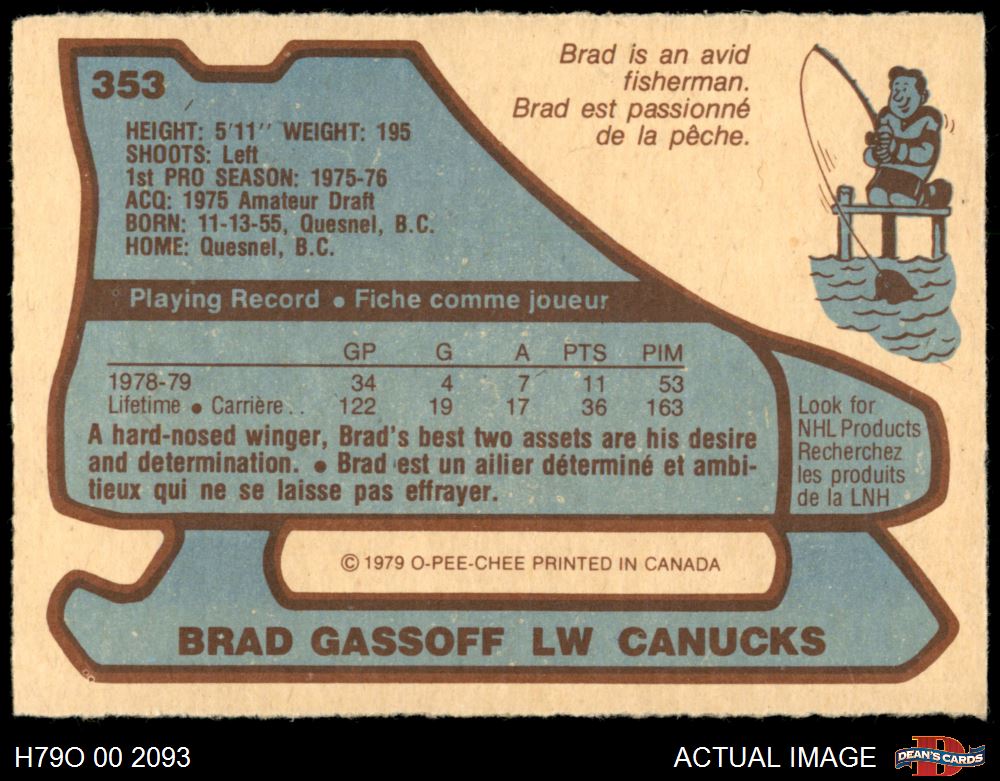 353
Brad is an avid
fisherman.
Brad est passionné
de la pêche.
HEIGHT: 5'11'' WEIGHT: 195
SHOOTS: Left
1st PRO SEASON: 1975-76
ACQ: 1975 Amateur Draft
BORN: 11-13-55, Quesnel, B.C.
HOME: Quesnel, B.C.
Playing Record • Fiche comme joueur
GP G A PTS PIM
1978-79 34 4 7 11 53
Lifetime • Carrière.. 122 19 17 36 163
A hard-nosed winger, Brad's best two assets are his desire
and determination. • Brad est un ailier déterminé et ambi-
tieux qui ne se laisse pas effrayer.
Look for
NHL Products
Recherchez
les produits
de la LNH
© 1979 O-PEE-CHEE PRINTED IN CANADA
BRAD GASSOFF LW CANUCKS
H79O 00 2093
ACTUAL IMAGE
D
DEAN'S CARDS